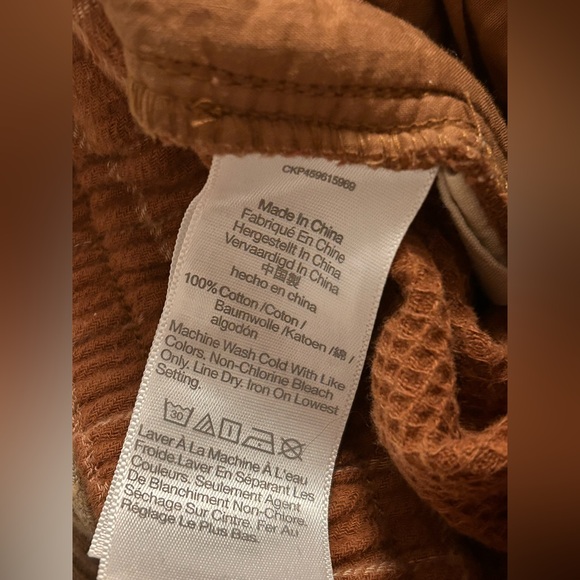 CKP459615969
Made In China
Fabriqué En Chine
Hergestellt In China
Vervaardigd In China
中国製
hecho en china
100% Cotton /Coton /
Baumwolle /Katoen /綿 /
algodón
Machine Wash Cold With Like
Colors. Non-Chlorine Bleach
Only. Line Dry. Iron On Lowest
Setting.
30
Laver À La Machine À L'eau
Froide.Laver En Séparant Les
Couleurs. Seulement Agent
De Blanchiment Non-Chlore.
Séchage Sur Cintre. Fer Au
Réglage Le Plus Bas.